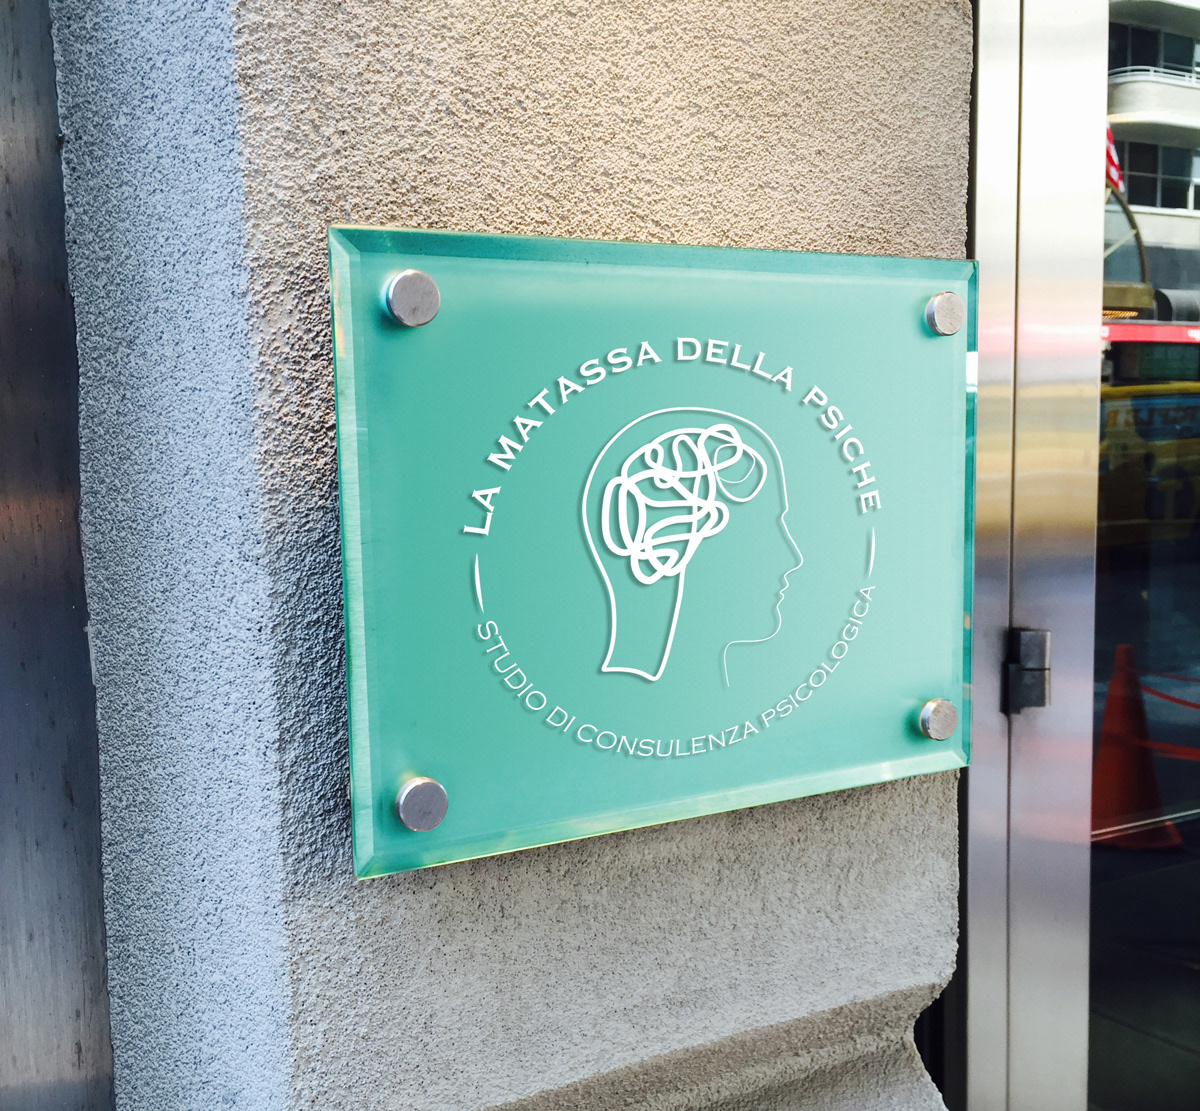 LA MATASSA DELLA PSICHE
STUDIO DI CONSULENZA PSICOLOGICA